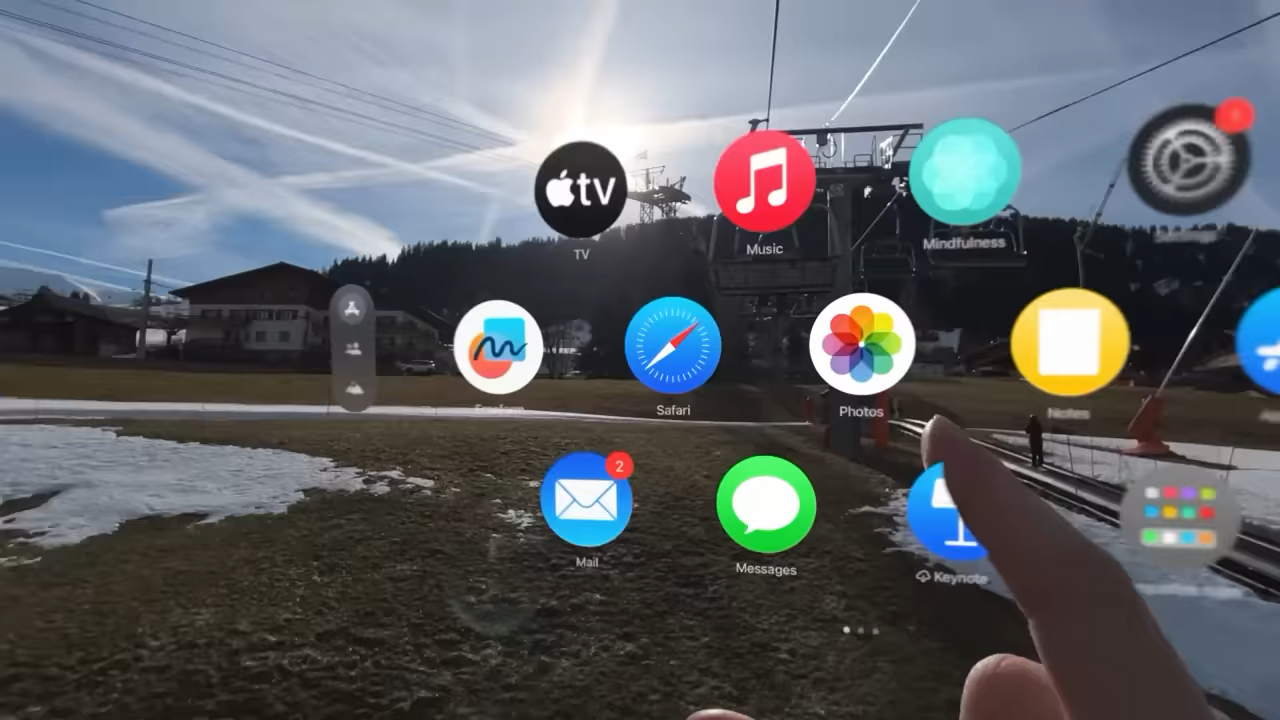 tv
TV
Music
Mindfulness
Safari
Photos
Notes
2
Mail
Messages
Keynote